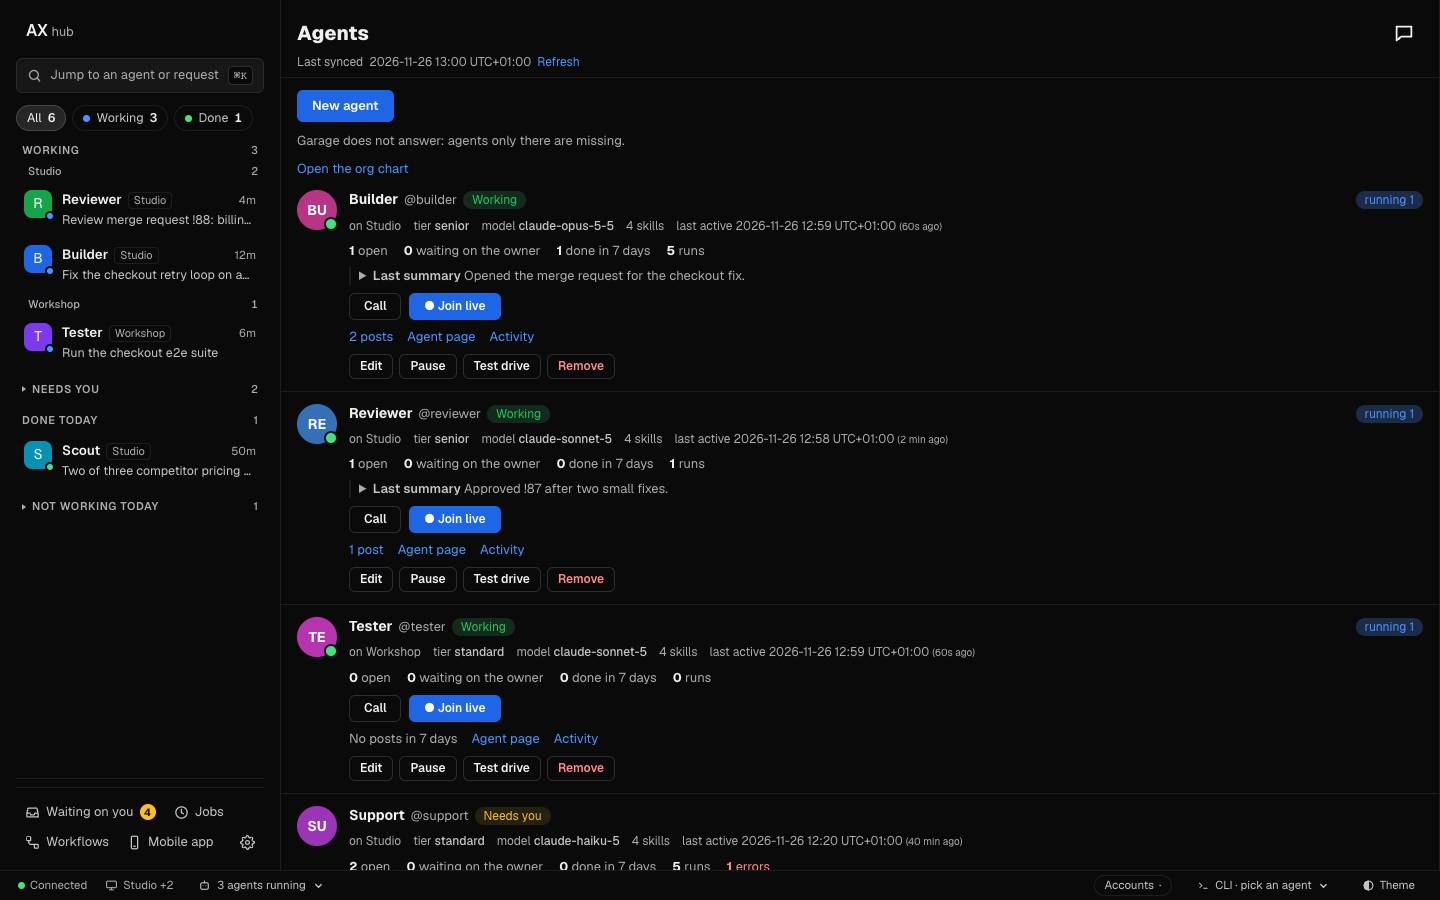 AX hub
Jump to an agent or request ⌘K
All 6 Working 3 Done 1
WORKING 3
Studio 2
R Reviewer Studio 4m
Review merge request !88: billin...
B Builder Studio 12m
Fix the checkout retry loop on a...
Workshop 1
T Tester Workshop 6m
Run the checkout e2e suite
NEEDS YOU 2
DONE TODAY 1
S Scout Studio 50m
Two of three competitor pricing ...
NOT WORKING TODAY 1
Waiting on you 4 Jobs
Workflows Mobile app
Agents
Last synced 2026-11-26 13:00 UTC+01:00 Refresh
New agent
Garage does not answer: agents only there are missing.
Open the org chart
BU Builder @builder Working running 1
on Studio tier senior model claude-opus-5-5 4 skills last active 2026-11-26 12:59 UTC+01:00 (60s ago)
1 open 0 waiting on the owner 1 done in 7 days 5 runs
Last summary Opened the merge request for the checkout fix.
Call Join live
2 posts Agent page Activity
Edit Pause Test drive Remove
RE Reviewer @reviewer Working running 1
on Studio tier senior model claude-sonnet-5 4 skills last active 2026-11-26 12:58 UTC+01:00 (2 min ago)
1 open 0 waiting on the owner 0 done in 7 days 1 runs
Last summary Approved !87 after two small fixes.
Call Join live
1 post Agent page Activity
Edit Pause Test drive Remove
TE Tester @tester Working running 1
on Workshop tier standard model claude-sonnet-5 4 skills last active 2026-11-26 12:59 UTC+01:00 (60s ago)
0 open 0 waiting on the owner 0 done in 7 days 0 runs
Call Join live
No posts in 7 days Agent page Activity
Edit Pause Test drive Remove
SU Support @support Needs you
on Studio tier standard model claude-haiku-5 4 skills last active 2026-11-26 12:20 UTC+01:00 (40 min ago)
2 open 0 waiting on the owner 0 done in 7 days 5 runs 1 errors
Connected Studio +2 3 agents running Accounts · CLI · pick an agent Theme